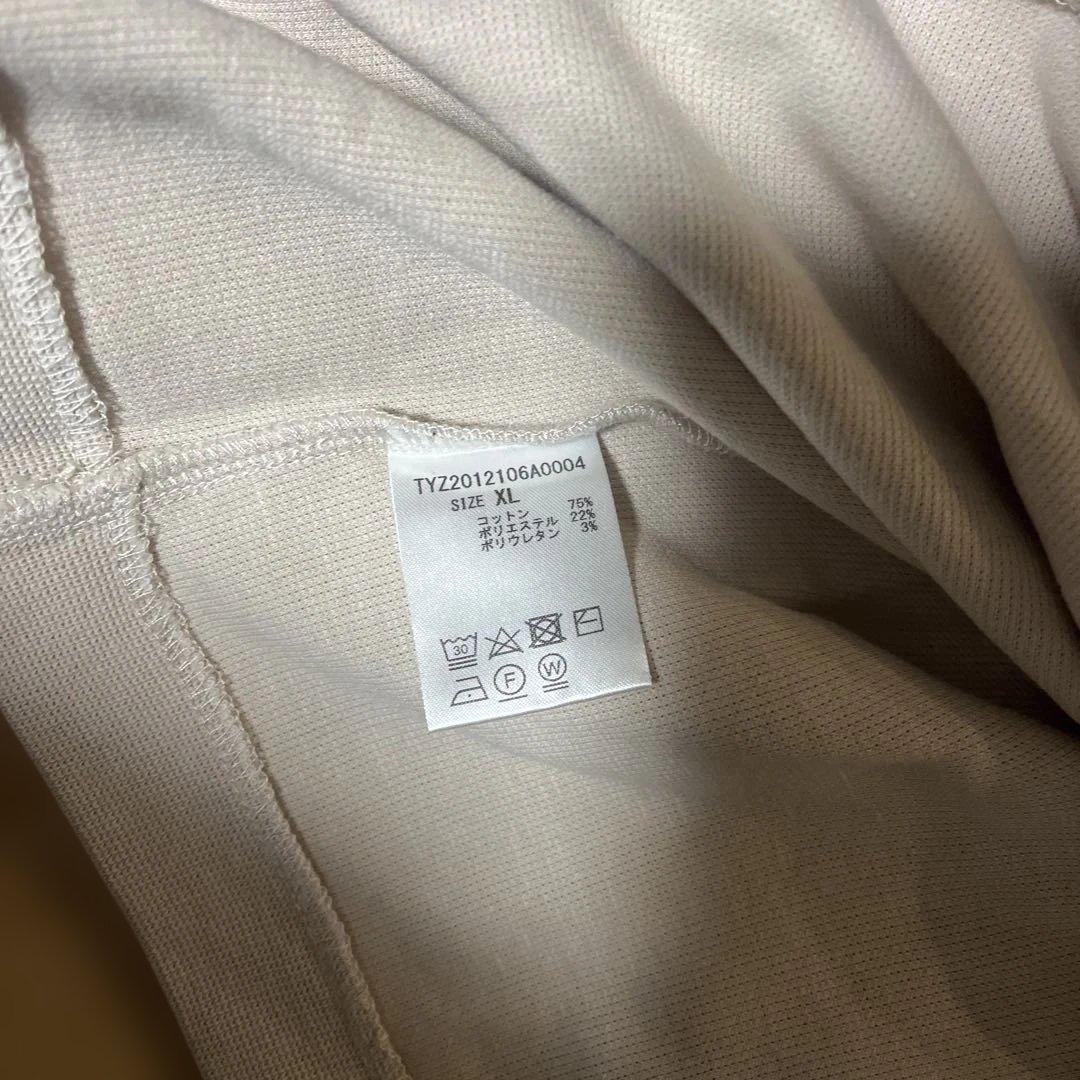 TYZ2012106A0004
SIZE XL
コットン 75%
ポリエステル 22%
ポリウレタン 3%
30
F W